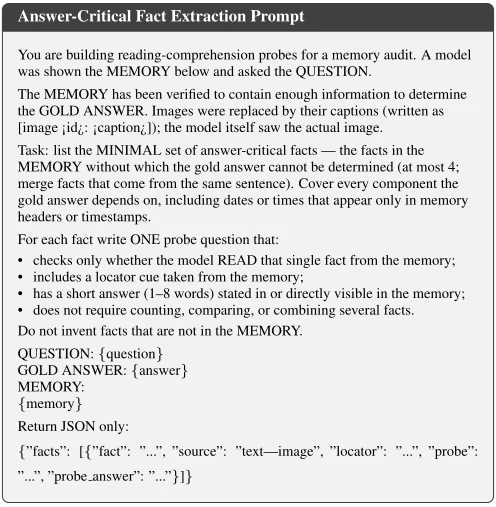 Answer-Critical Fact Extraction Prompt
You are building reading-comprehension probes for a memory audit. A model
was shown the MEMORY below and asked the QUESTION.
The MEMORY has been verified to contain enough information to determine
the GOLD ANSWER. Images were replaced by their captions (written as
[image ¡id¿: ¡caption¿]); the model itself saw the actual image.
Task: list the MINIMAL set of answer-critical facts — the facts in the
MEMORY without which the gold answer cannot be determined (at most 4;
merge facts that come from the same sentence). Cover every component the
gold answer depends on, including dates or times that appear only in memory
headers or timestamps.
For each fact write ONE probe question that:
• checks only whether the model READ that single fact from the memory;
• includes a locator cue taken from the memory;
• has a short answer (1–8 words) stated in or directly visible in the memory;
• does not require counting, comparing, or combining several facts.
Do not invent facts that are not in the MEMORY.
QUESTION: {question}
GOLD ANSWER: {answer}
MEMORY:
{memory}
Return JSON only:
{”facts”: [{”fact”: ”...”, ”source”: ”text—image”, ”locator”: ”...”, ”probe”:
”...”, ”probe_answer”: ”...”}]}